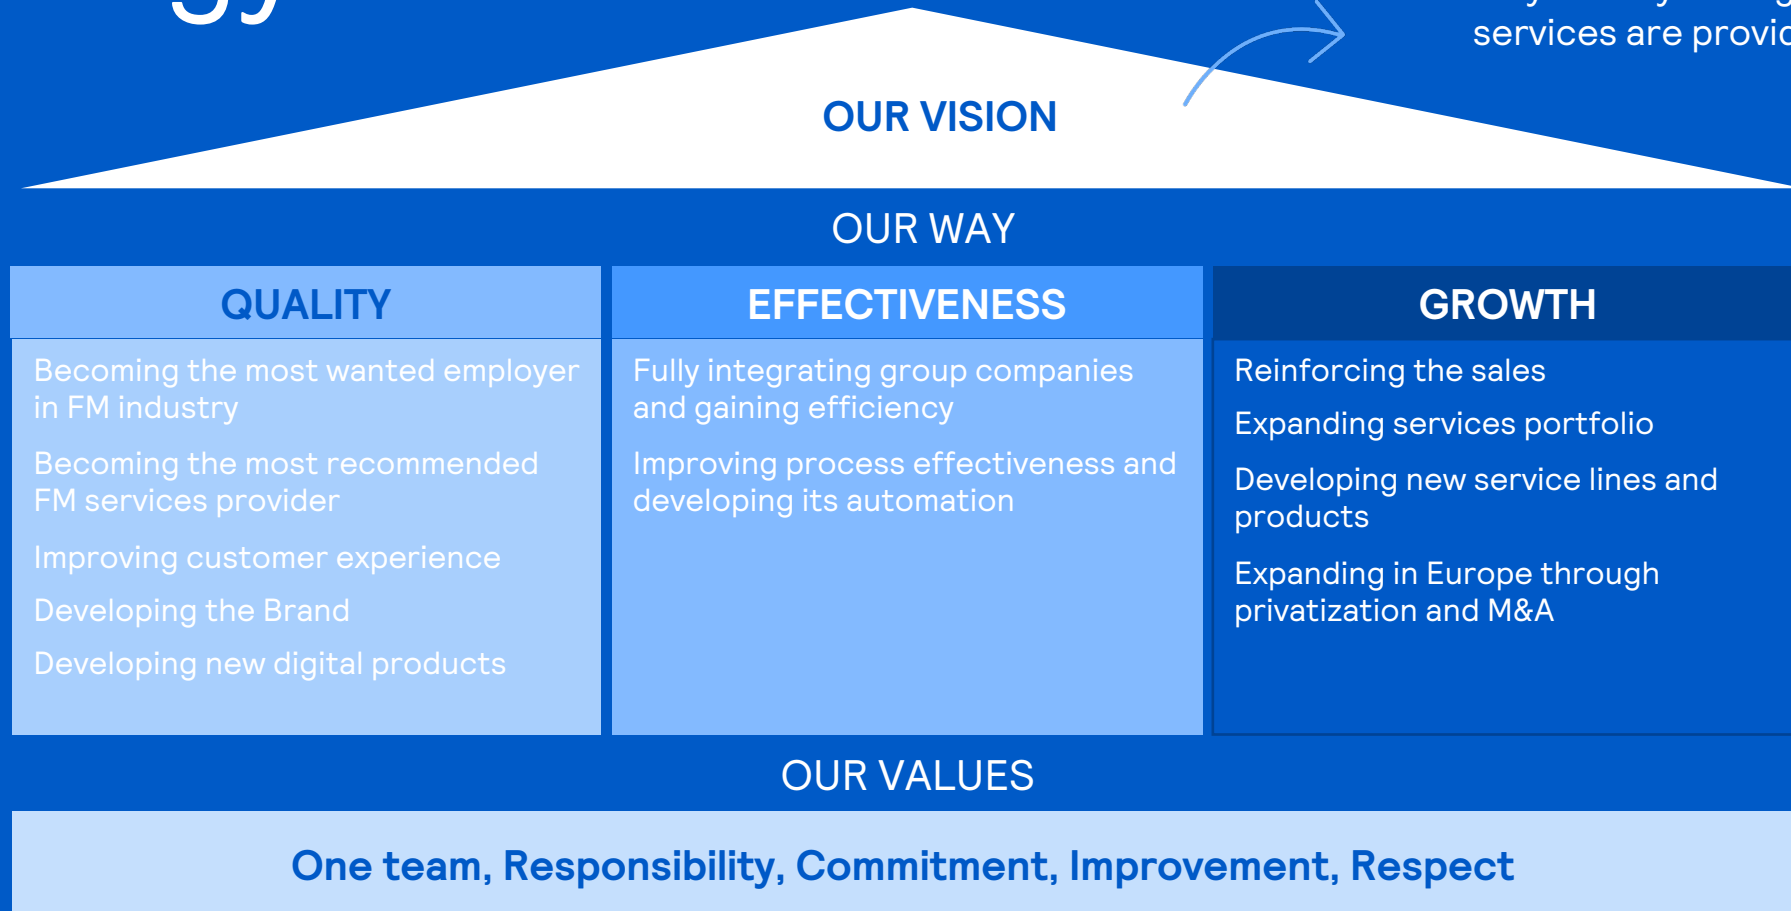 services are
OUR VISION
OUR WAY
QUALITY
Becoming the most wanted employer
in FM industry
Becoming the most recommended
FM services provider
Improving customer experience
Developing the Brand
Developing new digital products
EFFECTIVENESS
Fully integrating group companies
and gaining efficiency
Improving process effectiveness and
developing its automation
GROWTH
Reinforcing the sales
Expanding services portfolio
Developing new service lines and
products
Expanding in Europe through
privatization and M&A
OUR VALUES
One team, Responsibility, Commitment, Improvement, Respect